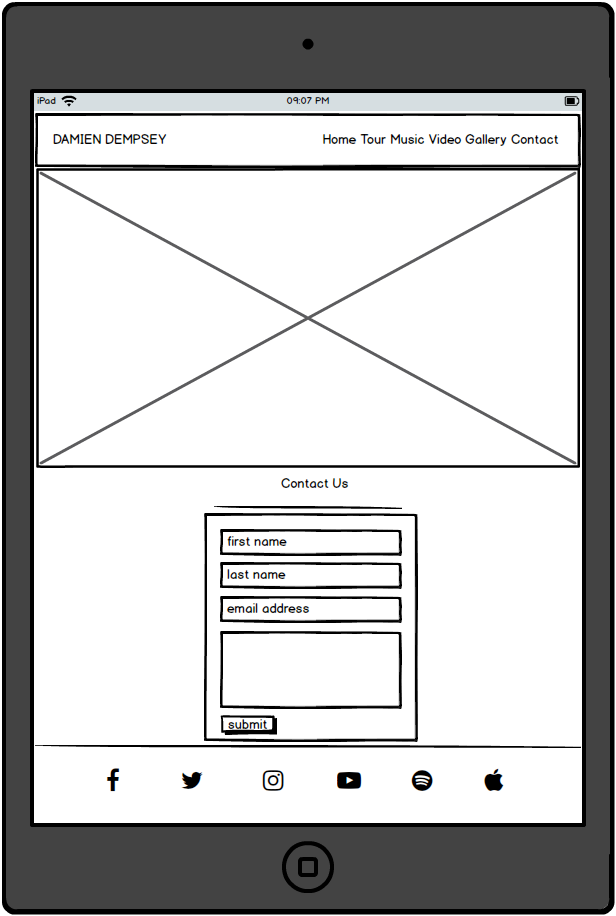 iPad 09:07 PM
DAMIEN DEMPSEY Home Tour Music Video Gallery Contact
Contact Us
first name
last name
email address
submit